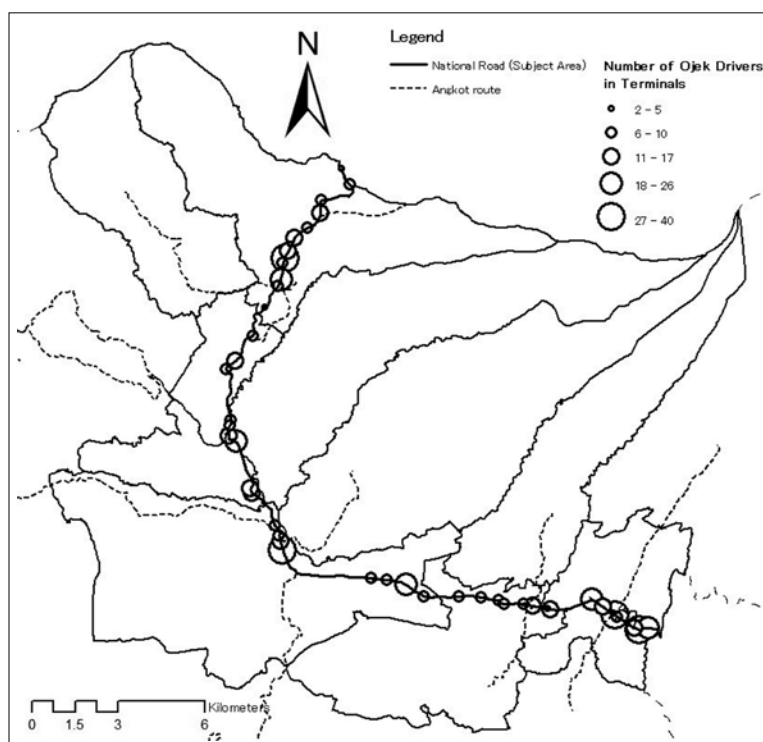 N
Legend
National Road (Subject Area)
Angkot route
Number of Ojek Drivers
in Terminals
2 - 5
6 - 10
11 - 17
18 - 26
27 - 40
Kilometers
0 1.5 3 6